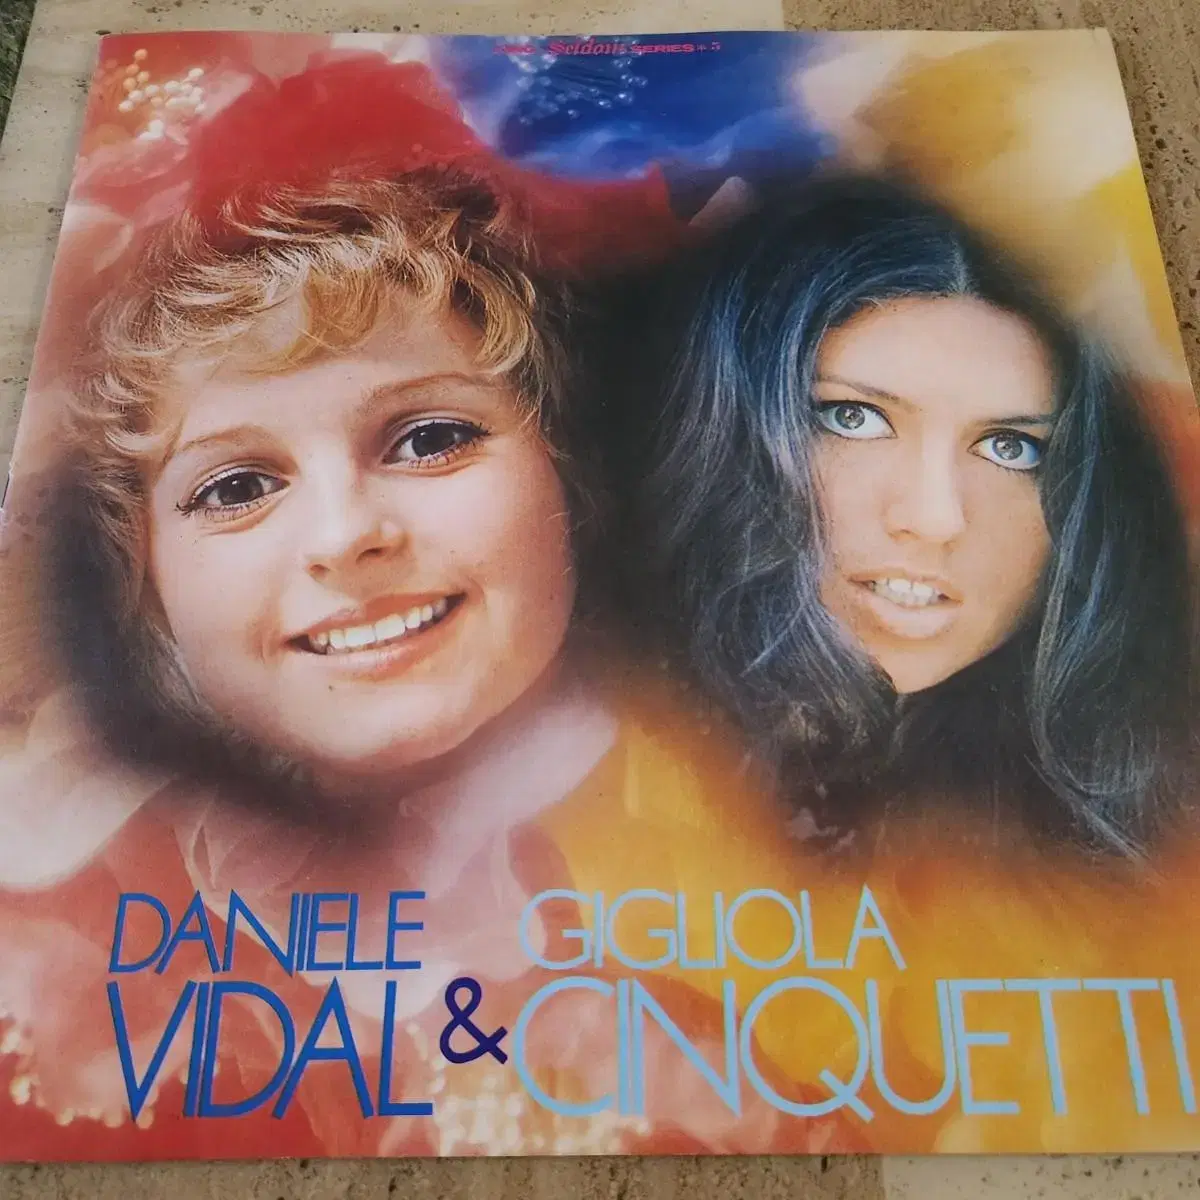 Seldom SERIES
DANIELE
VIDAL
&
GIGLIOLA
CINQUETTI